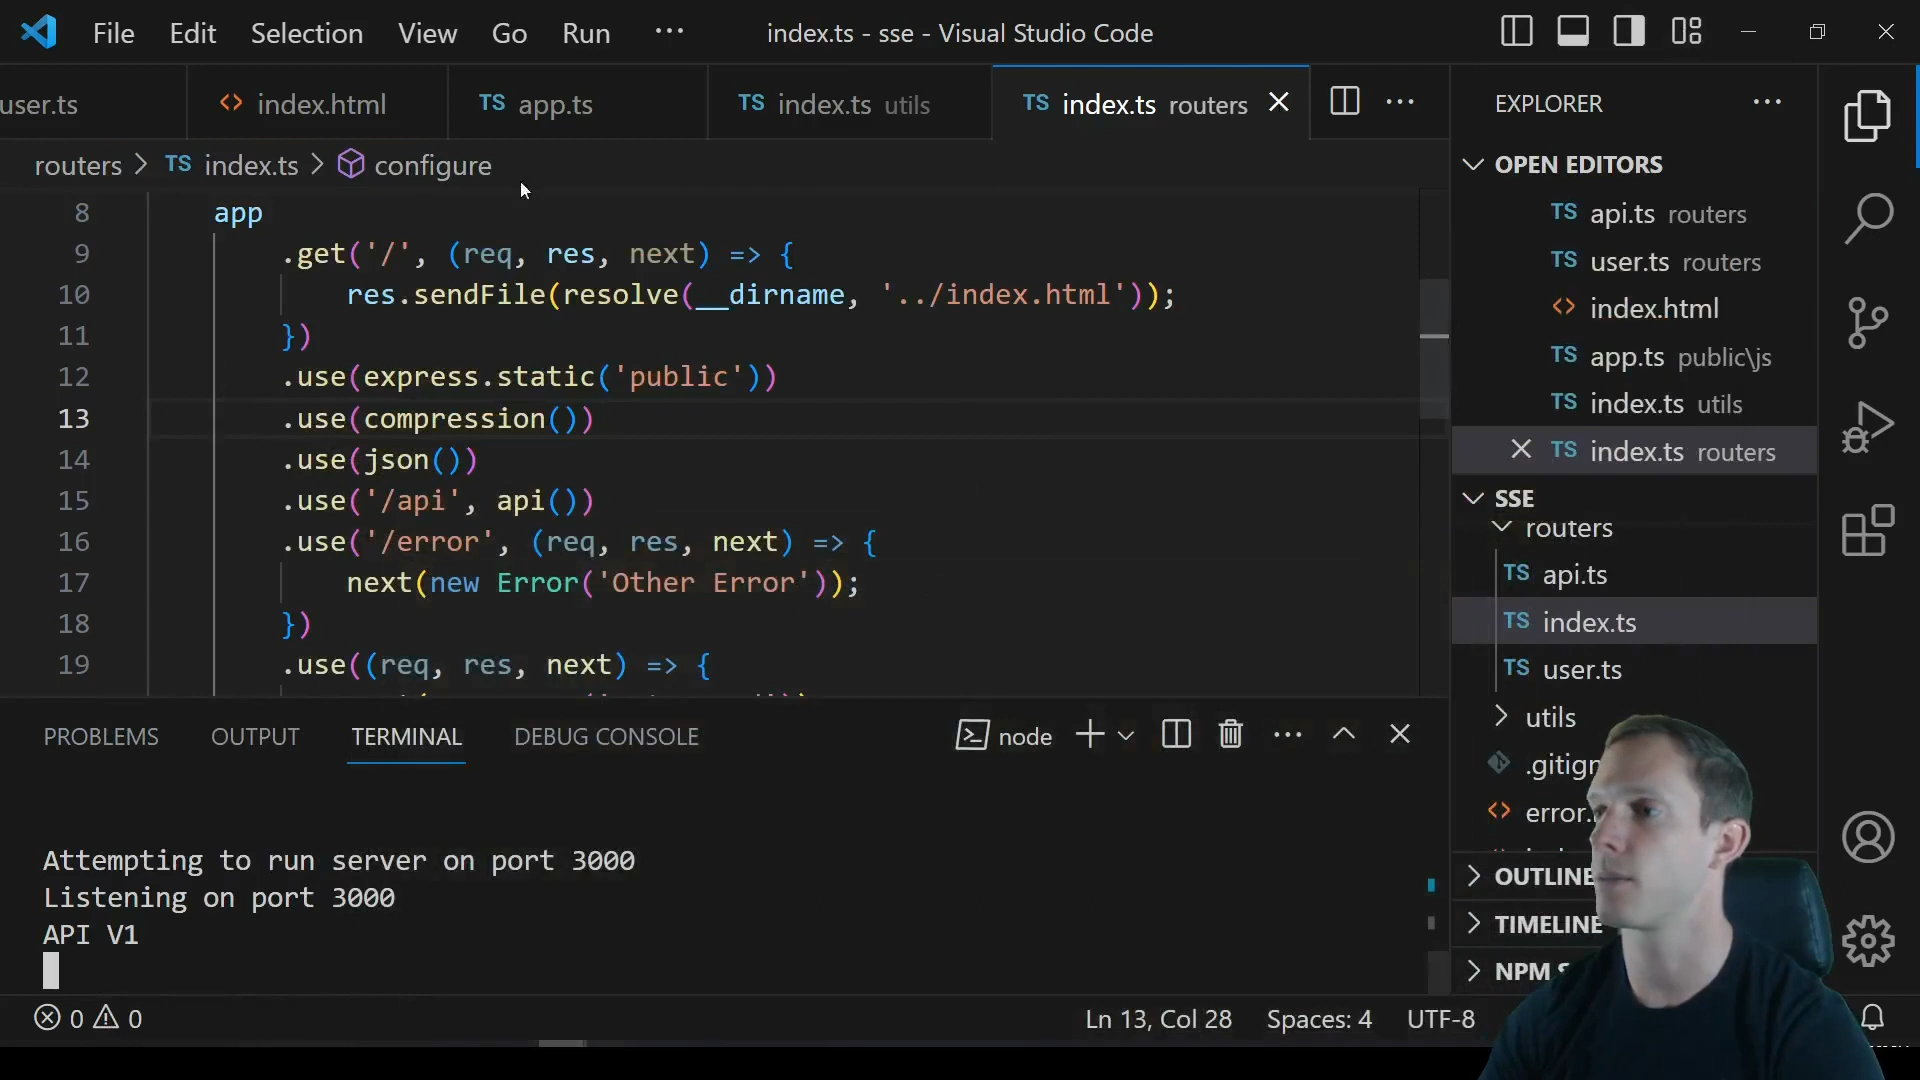 File Edit Selection View Go Run ··· index.ts - sse - Visual Studio Code
user.ts index.html TS app.ts TS index.ts utils TS index.ts routers
routers > TS index.ts > configure
8 app
9 .get('/', (req, res, next) => {
10 res.sendFile(resolve(__dirname, '../index.html'));
11 })
12 .use(express.static('public'))
13 .use(compression())
14 .use(json())
15 .use('/api', api())
16 .use('/error', (req, res, next) => {
17 next(new Error('Other Error'));
18 })
19 .use((req, res, next) => {
PROBLEMS OUTPUT TERMINAL DEBUG CONSOLE node
Attempting to run server on port 3000
Listening on port 3000
API V1
EXPLORER
OPEN EDITORS
TS api.ts routers
TS user.ts routers
index.html
TS app.ts public\js
TS index.ts utils
TS index.ts routers
SSE
routers
TS api.ts
TS index.ts
TS user.ts
utils
OUTLINE
TIMELINE
NPM
0 0 Ln 13, Col 28 Spaces: 4 UTF-8